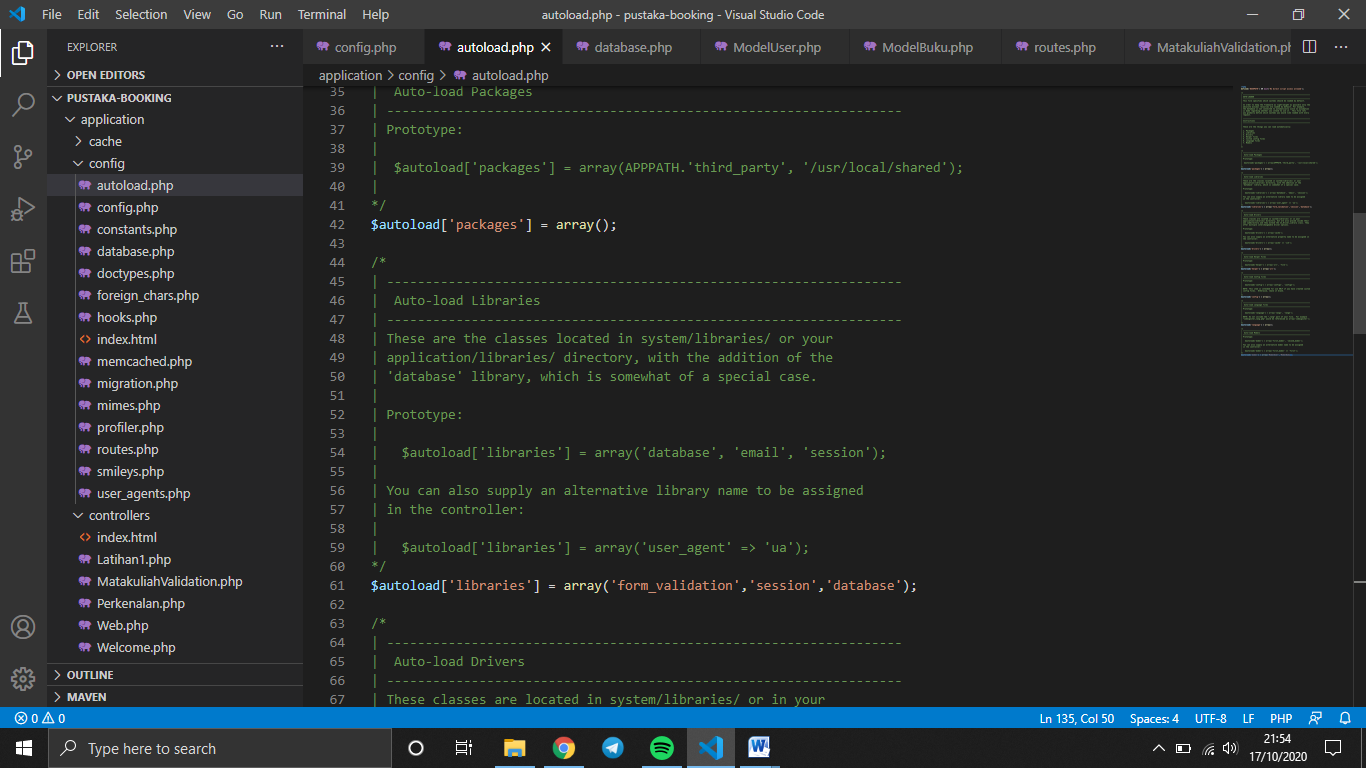 File Edit Selection View Go Run Terminal Help
autoload.php - pustaka-booking - Visual Studio Code
EXPLORER
OPEN EDITORS
PUSTAKA-BOOKING
application
cache
config
autoload.php
config.php
constants.php
database.php
doctypes.php
foreign_chars.php
hooks.php
index.html
memcached.php
migration.php
mimes.php
profiler.php
routes.php
smileys.php
user_agents.php
controllers
index.html
Latihan1.php
MatakuliahValidation.php
Perkenalan.php
Web.php
Welcome.php
OUTLINE
MAVEN
config.php autoload.php database.php ModelUser.php ModelBuku.php routes.php MatakuliahValidation.ph
application > config > autoload.php
35 | Auto-load Packages
36 | -------------------------------------------------------------------
37 | Prototype:
38 |
39 | $autoload['packages'] = array(APPPATH.'third_party', '/usr/local/shared');
40 |
41 */
42 $autoload['packages'] = array();
43
44 /*
45 | -------------------------------------------------------------------
46 | Auto-load Libraries
47 | -------------------------------------------------------------------
48 | These are the classes located in system/libraries/ or your
49 | application/libraries/ directory, with the addition of the
50 | 'database' library, which is somewhat of a special case.
51 |
52 | Prototype:
53 |
54 | $autoload['libraries'] = array('database', 'email', 'session');
55 |
56 | You can also supply an alternative library name to be assigned
57 | in the controller:
58 |
59 | $autoload['libraries'] = array('user_agent' => 'ua');
60 */
61 $autoload['libraries'] = array('form_validation','session','database');
62
63 /*
64 | -------------------------------------------------------------------
65 | Auto-load Drivers
66 | -------------------------------------------------------------------
67 | These classes are located in system/libraries/ or in your
0 0
Ln 135, Col 50 Spaces: 4 UTF-8 LF PHP
Type here to search
21:54
17/10/2020